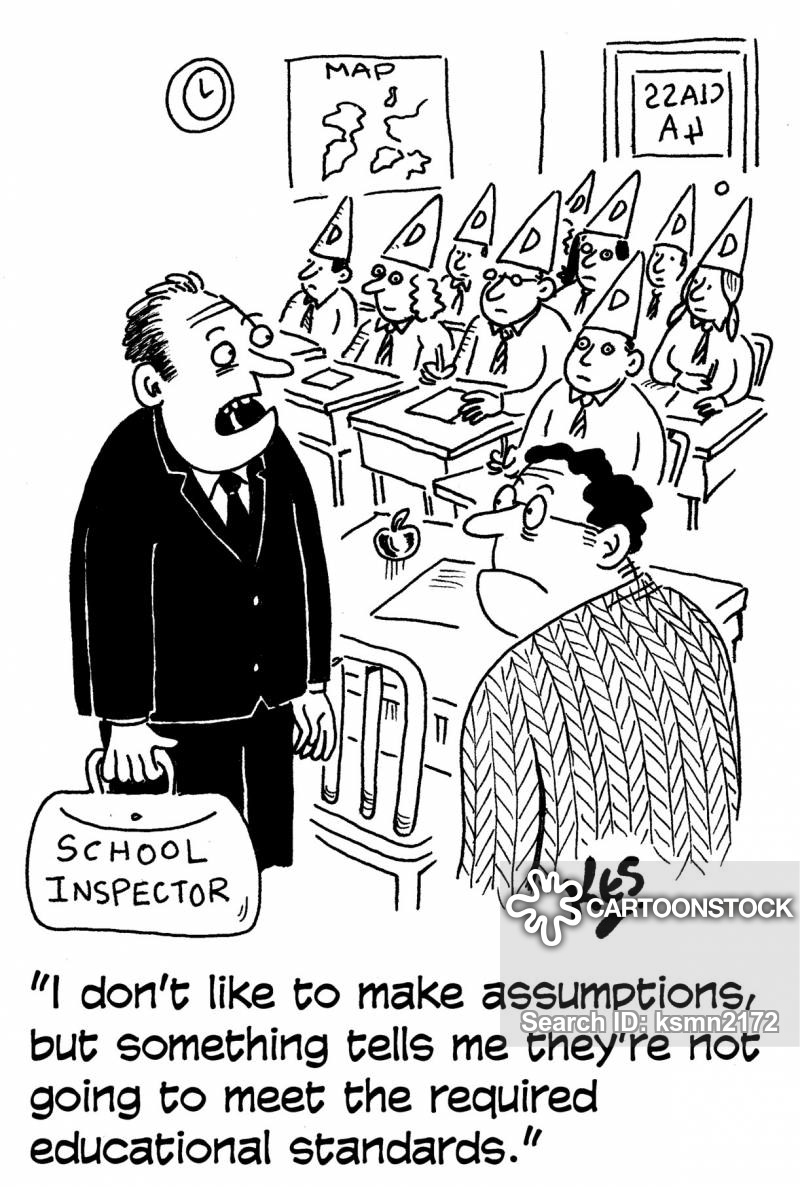 MAP
CLASS
4A
D D D D D D D D D
SCHOOL
INSPECTOR
Les
CARTOONSTOCK
Search ID: ksmn2172
"I don't like to make assumptions,
but something tells me they're not
going to meet the required
educational standards."